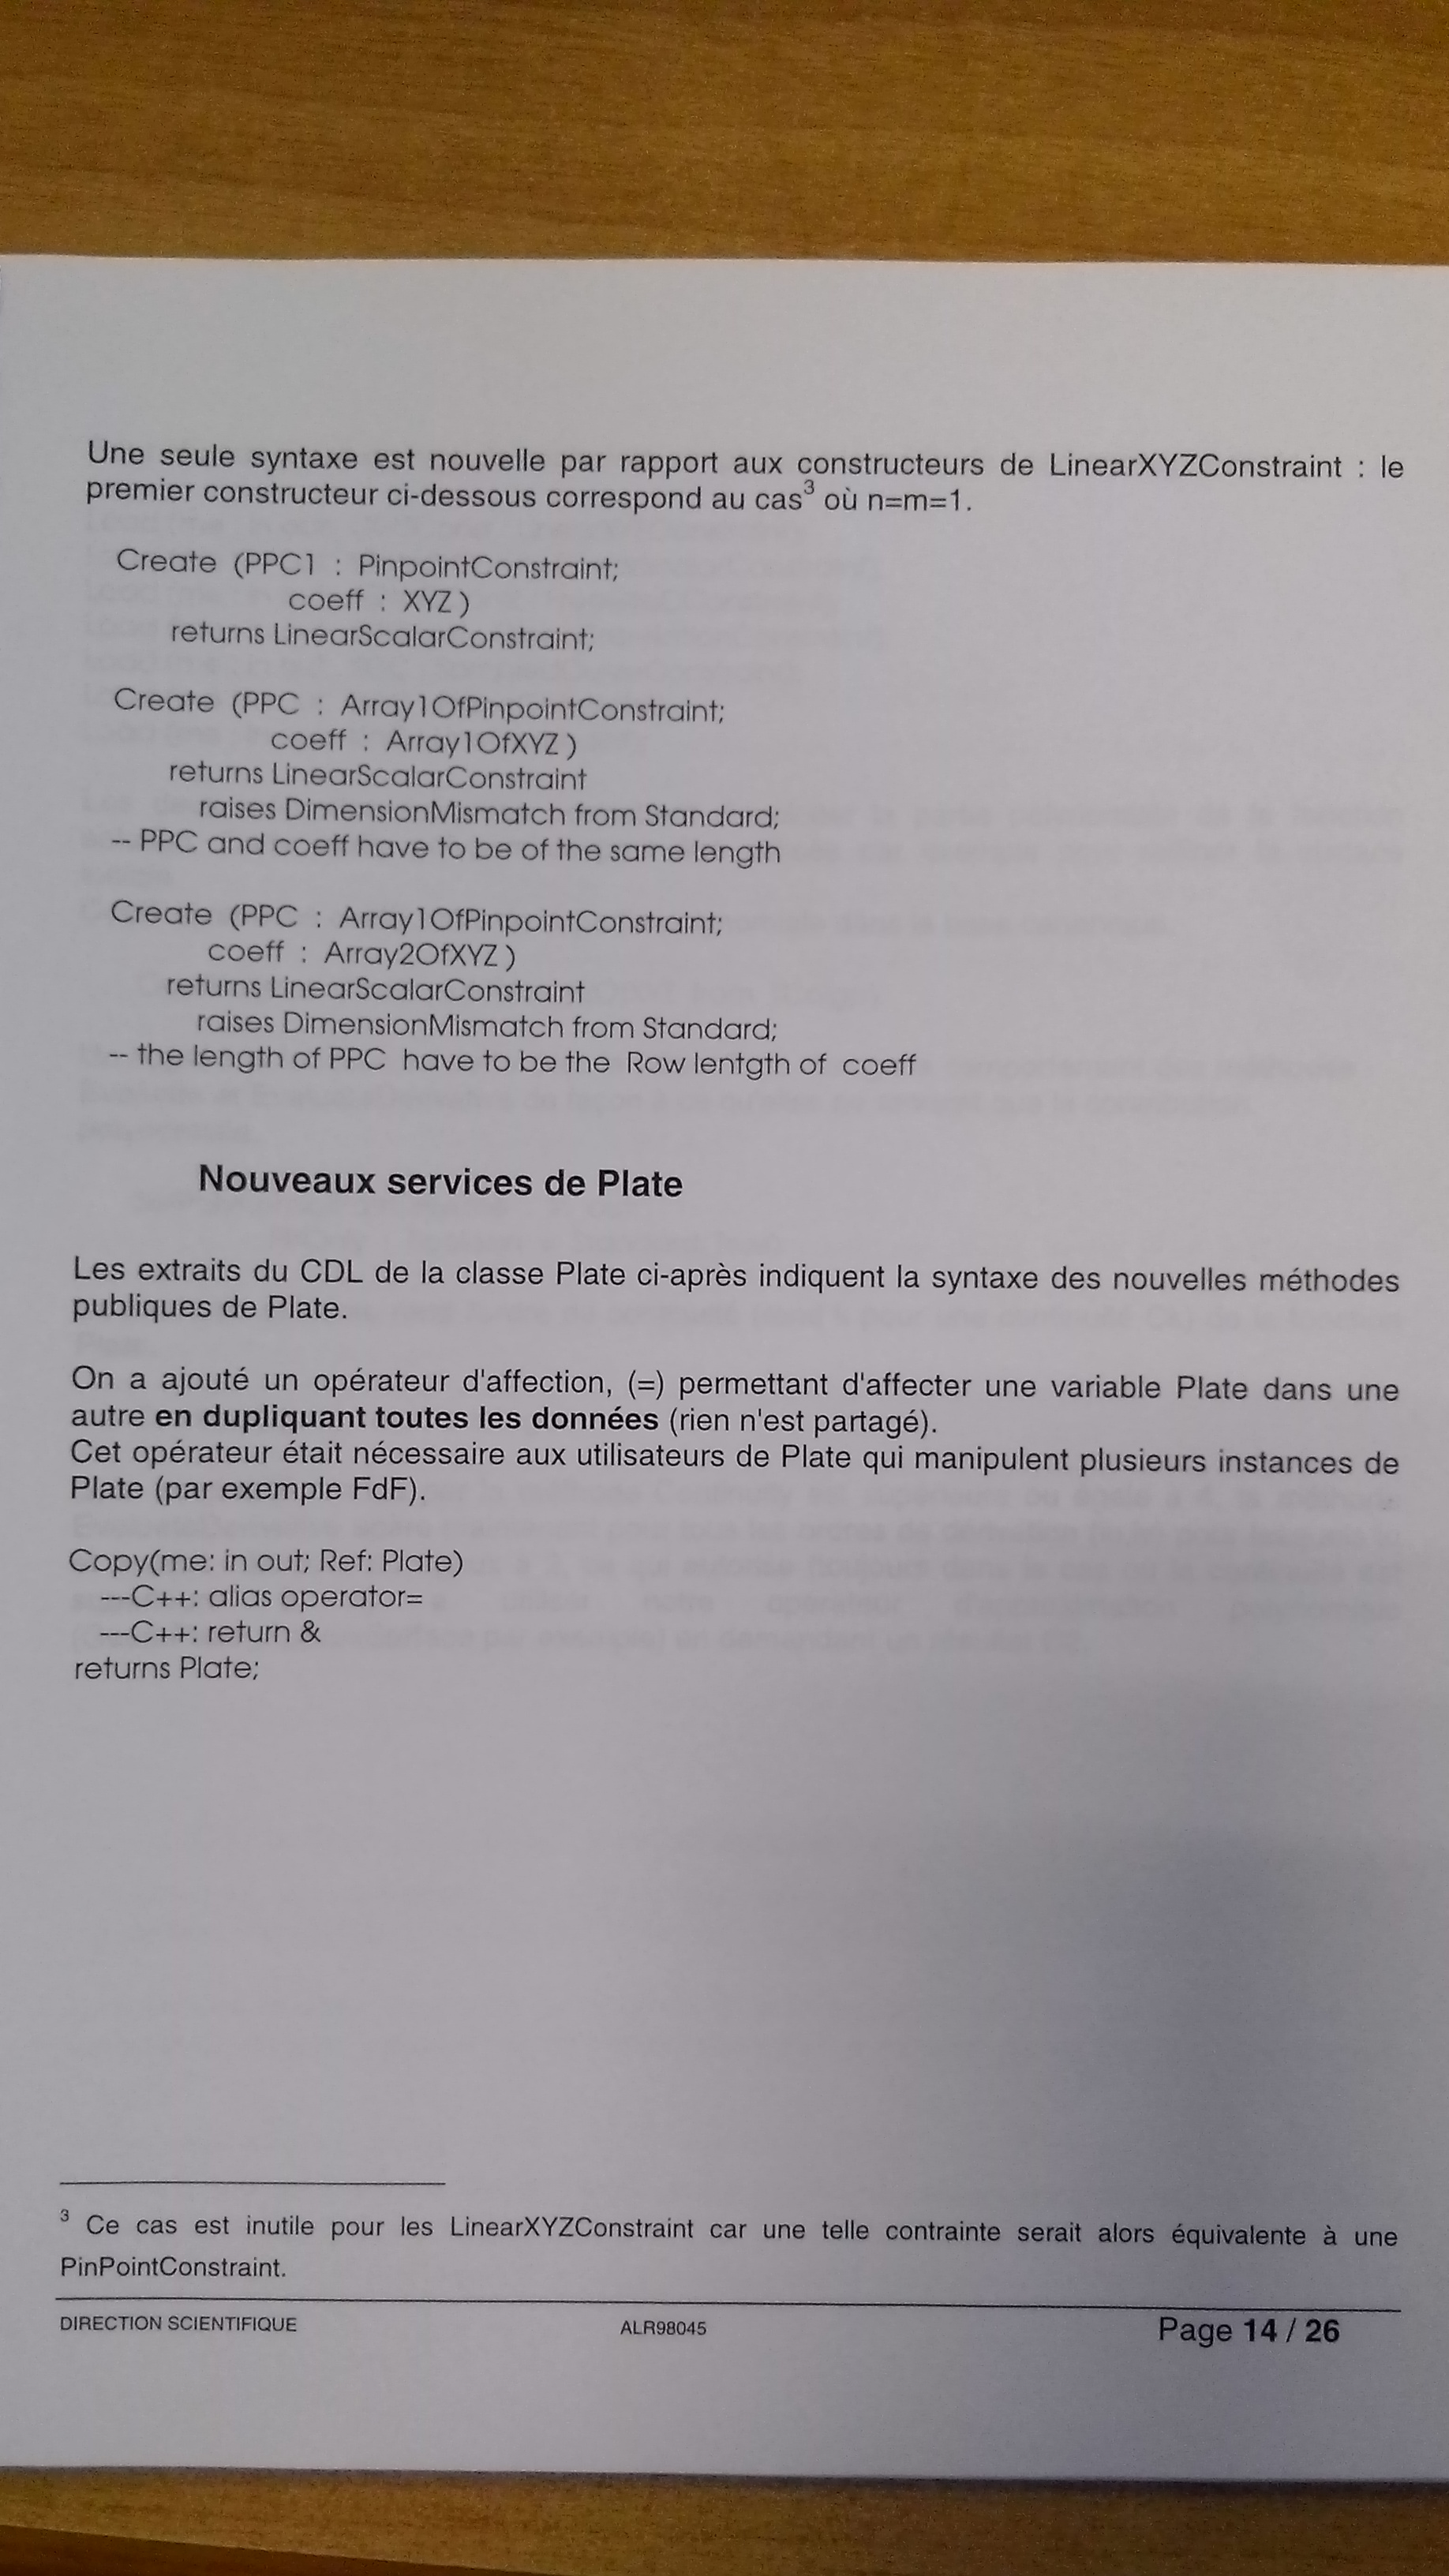 Une seule syntaxe est nouvelle par rapport aux constructeurs de LinearXYZConstraint : le
premier constructeur ci-dessous correspond au cas³ où n=m=1.
Create (PPC1 : PinpointConstraint;
coeff : XYZ )
returns LinearScalarConstraint;
Create (PPC : Array1OfPinpointConstraint;
coeff : Array1OfXYZ )
returns LinearScalarConstraint
raises DimensionMismatch from Standard;
-- PPC and coeff have to be of the same length
Create (PPC : Array1OfPinpointConstraint;
coeff : Array2OfXYZ )
returns LinearScalarConstraint
raises DimensionMismatch from Standard;
-- the length of PPC have to be the Row lentgth of coeff
Nouveaux services de Plate
Les extraits du CDL de la classe Plate ci-après indiquent la syntaxe des nouvelles méthodes
publiques de Plate.
On a ajouté un opérateur d'affection, (=) permettant d'affecter une variable Plate dans une
autre en dupliquant toutes les données (rien n'est partagé).
Cet opérateur était nécessaire aux utilisateurs de Plate qui manipulent plusieurs instances de
Plate (par exemple FdF).
Copy(me: in out; Ref: Plate)
---C++: alias operator=
---C++: return &
returns Plate;
³ Ce cas est inutile pour les LinearXYZConstraint car une telle contrainte serait alors équivalente à une
PinPointConstraint.
DIRECTION SCIENTIFIQUE ALR98045 Page 14 / 26